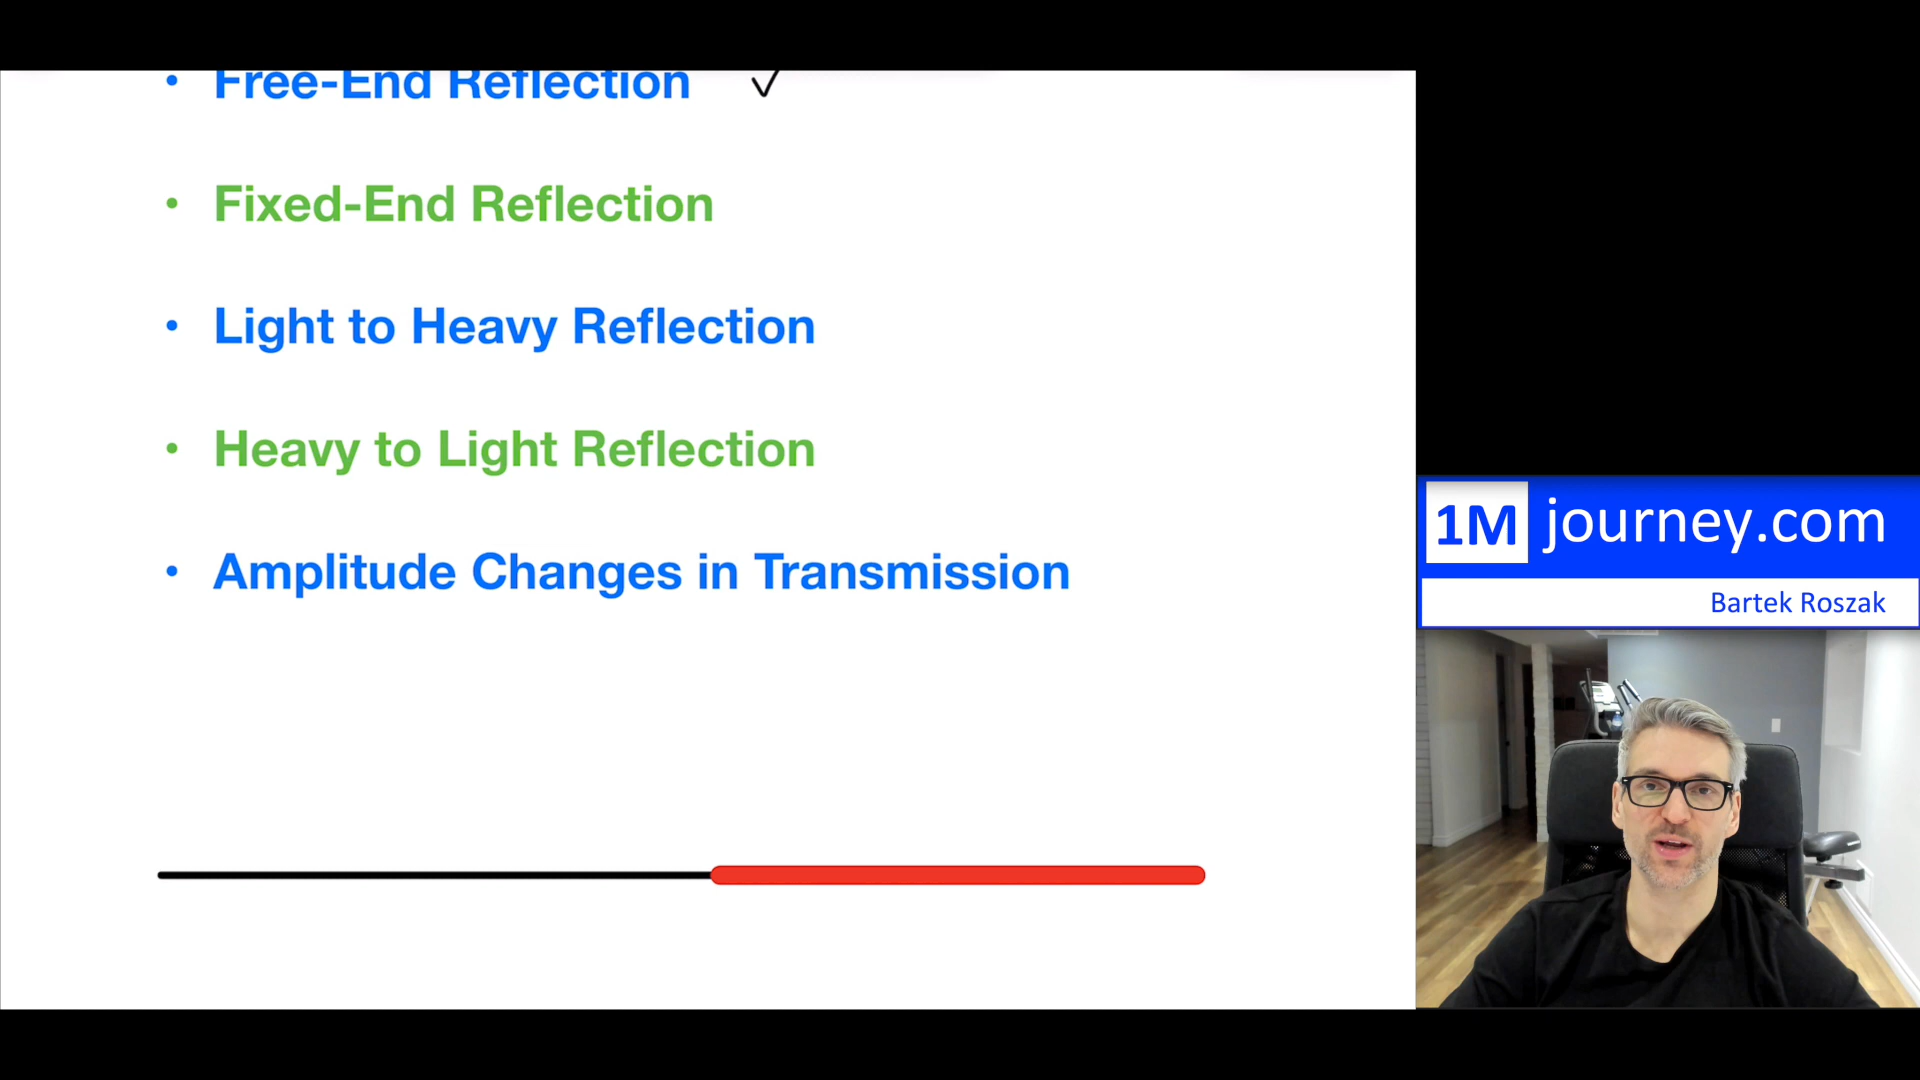 • Free-End Reflection ✓
• Fixed-End Reflection
• Light to Heavy Reflection
• Heavy to Light Reflection
• Amplitude Changes in Transmission
1M journey.com
Bartek Roszak